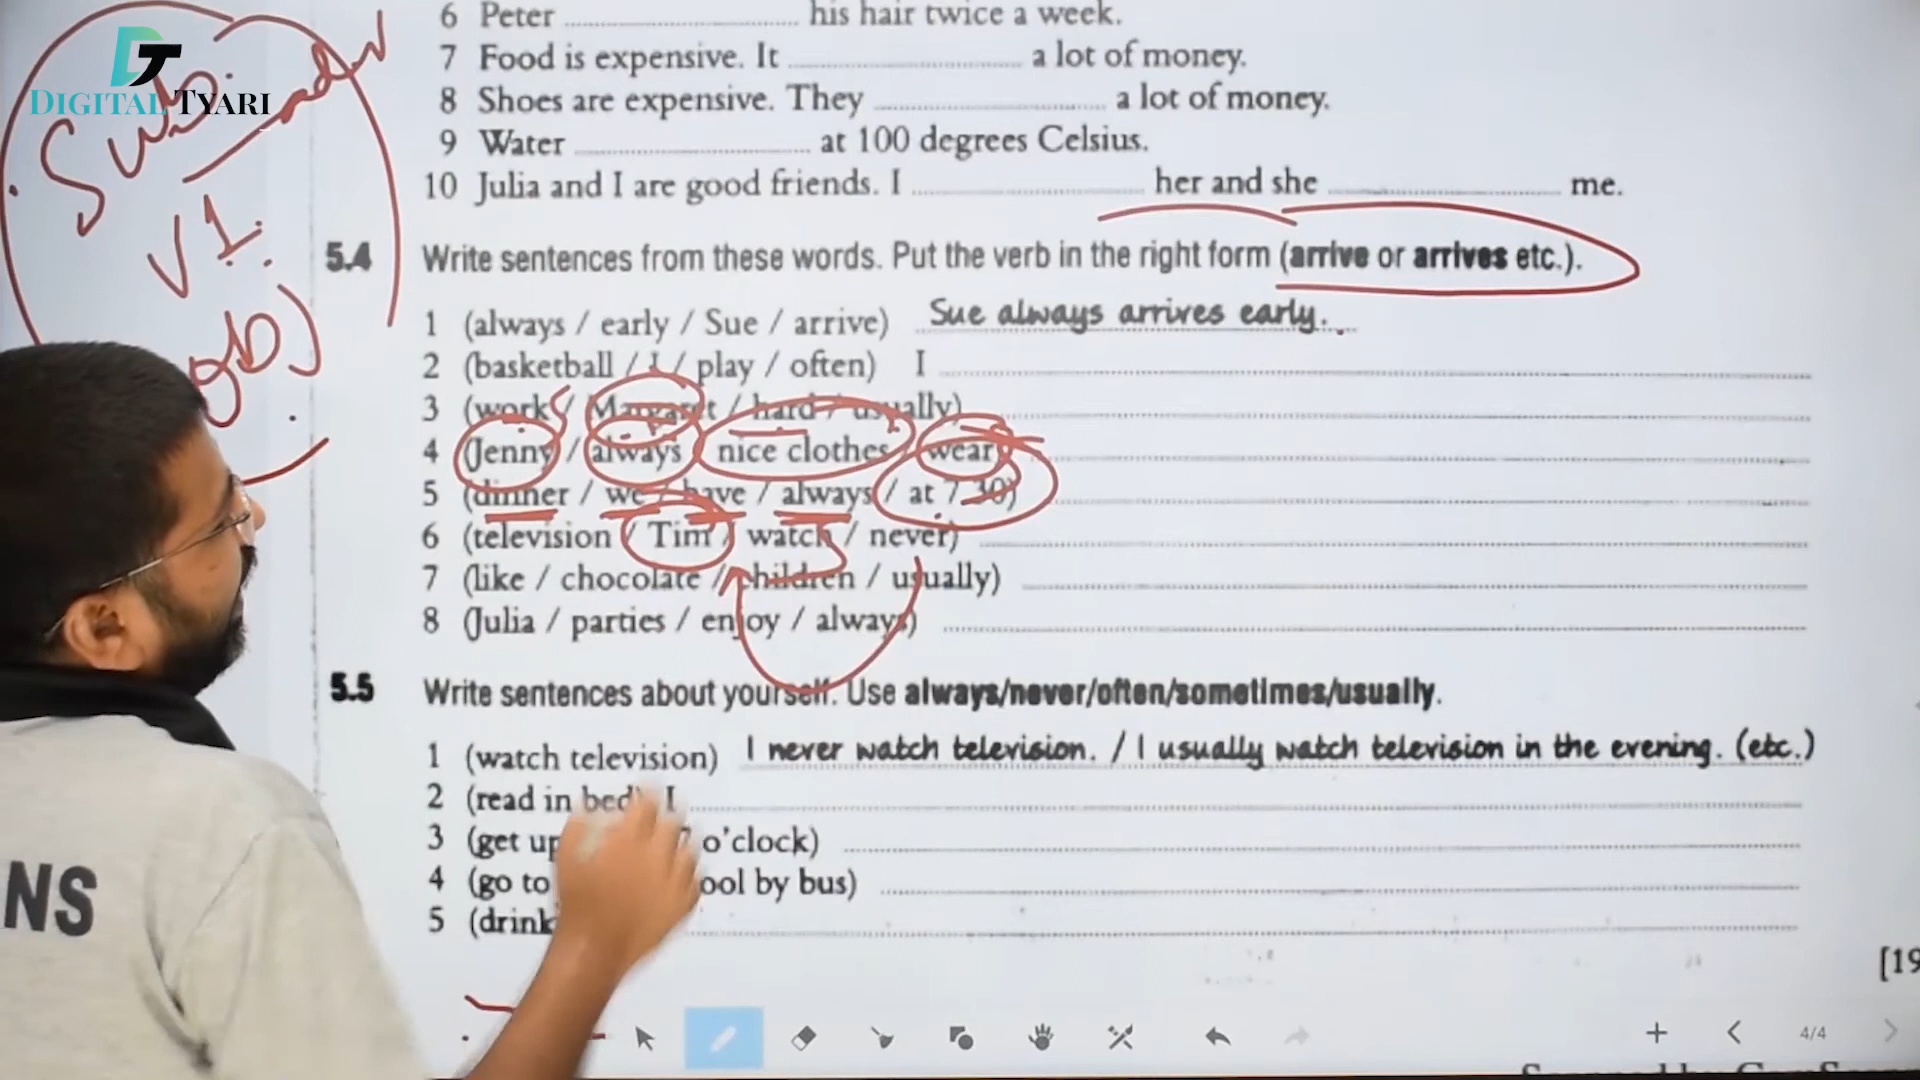 DIGITAL TYARI
Sub. + adv
V1.
obj
6 Peter .......... his hair twice a week.
7 Food is expensive. It .......... a lot of money.
8 Shoes are expensive. They .......... a lot of money.
9 Water .......... at 100 degrees Celsius.
10 Julia and I are good friends. I .......... her and she .......... me.
5.4 Write sentences from these words. Put the verb in the right form (arrive or arrives etc.).
1 (always / early / Sue / arrive) Sue always arrives early.
2 (basketball / I / play / often) I
3 (work / Margaret / hard / usually)
4 (Jenny / always / nice clothes / wear)
5 (dinner / we / have / always / at 7.30)
6 (television / Tim / watch / never)
7 (like / chocolate / children / usually)
8 (Julia / parties / enjoy / always)
5.5 Write sentences about yourself. Use always/never/often/sometimes/usually.
1 (watch television) I never watch television. / I usually watch television in the evening. (etc.)
2 (read in bed) I
3 (get up 7 o'clock)
4 (go to by bus)
5 (drink
NS
[19
4/4